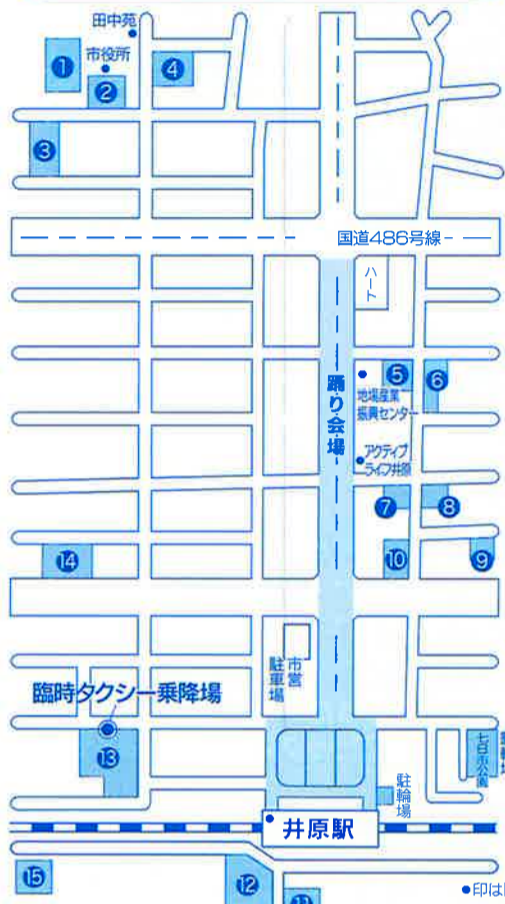 田中苑
市役所
①
②
④
③
国道486号線
ハート
踊り会場
⑤
⑥
地場産業
振興センター
アクティブ
ライフ井原
⑦
⑧
⑨
⑩
⑭
市営
駐車場
臨時タクシー乗降場
⑬
七日市公園
駐輪場
井原駅
⑮
⑫
⑪
●印は